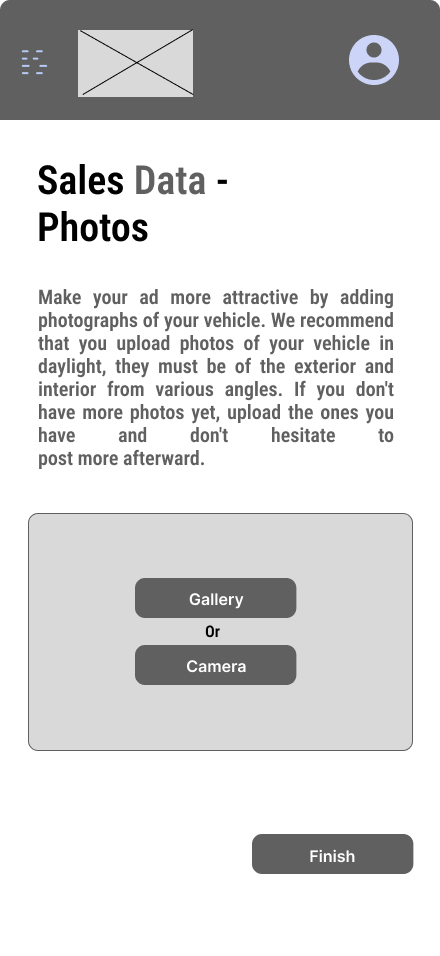 Sales Data -
Photos
Make your ad more attractive by adding
photographs of your vehicle. We recommend
that you upload photos of your vehicle in
daylight, they must be of the exterior and
interior from various angles. If you don't
have more photos yet, upload the ones you
have and don't hesitate to
post more afterward.
Gallery
Or
Camera
Finish